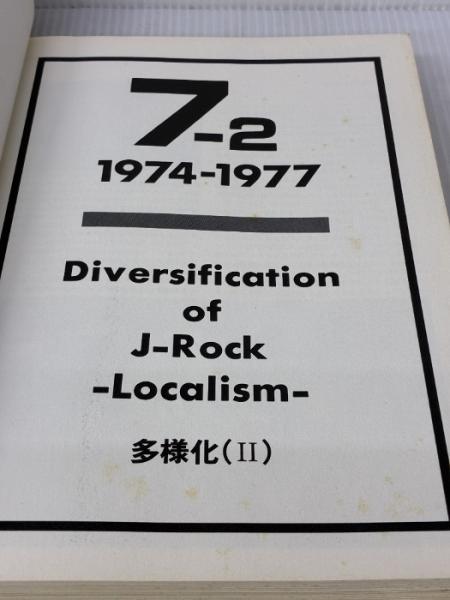 7-2
1974-1977
Diversification
of
J-Rock
-Localism-
多様化(II)